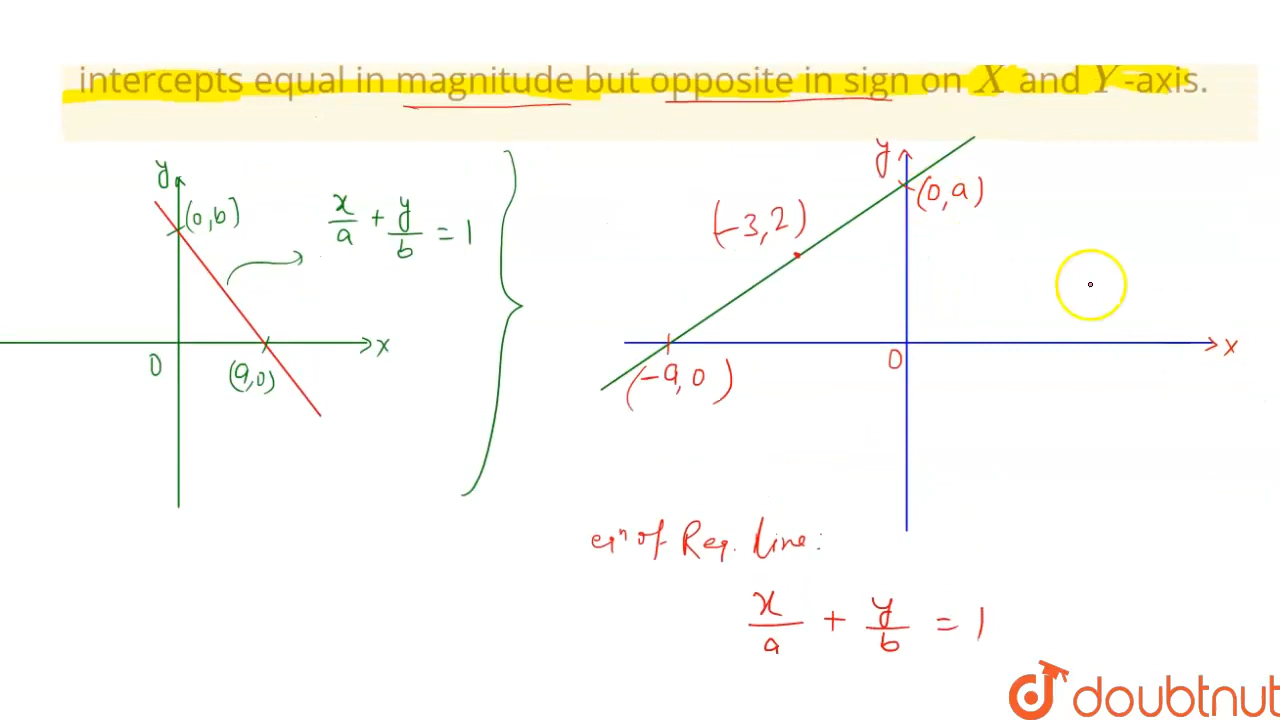 intercepts equal in magnitude but opposite in sign on X and Y-axis.
y
(0,b)
x/a + y/b = 1
0
x
(a,0)
y
(0,a)
(-3,2)
0
x
(-a,0)
eqⁿ of Req. line:
x/a + y/b = 1
doubtnut